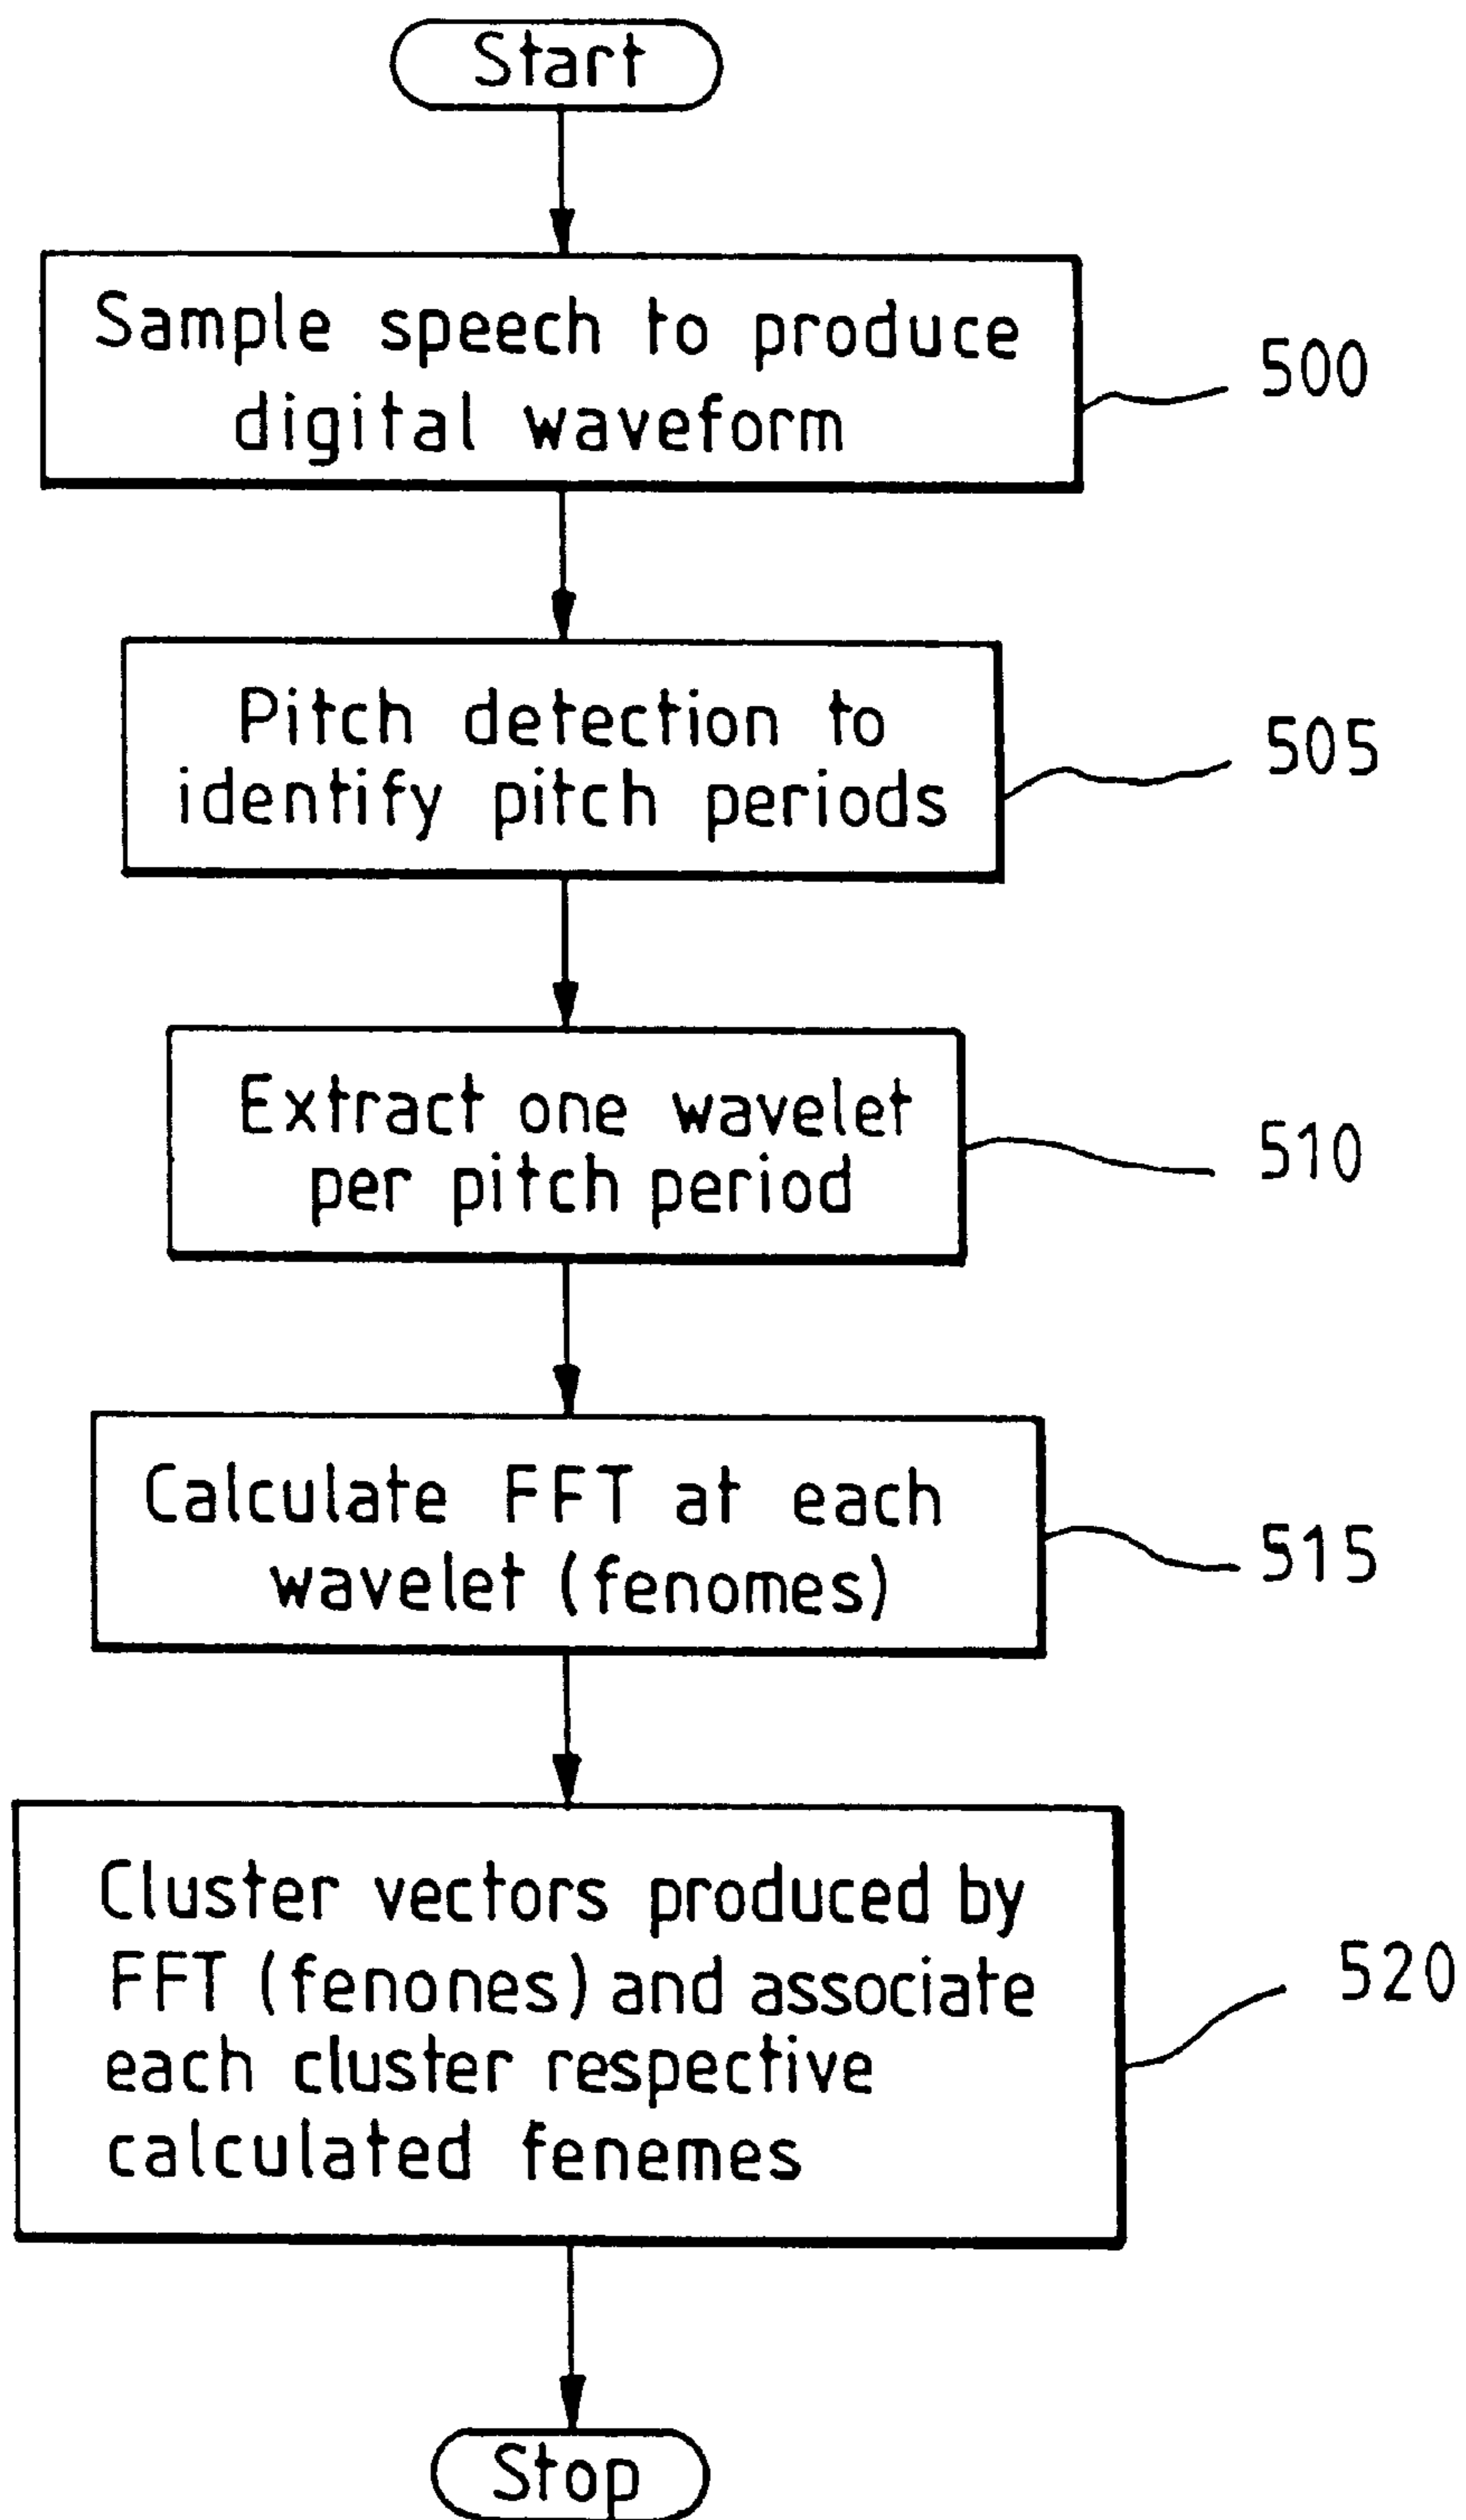 Start
Sample speech to produce
digital waveform
500
Pitch detection to
identify pitch periods
505
Extract one wavelet
per pitch period
510
Calculate FFT at each
wavelet (fenomes)
515
Cluster vectors produced by
FFT (fenones) and associate
each cluster respective
calculated fenemes
520
Stop